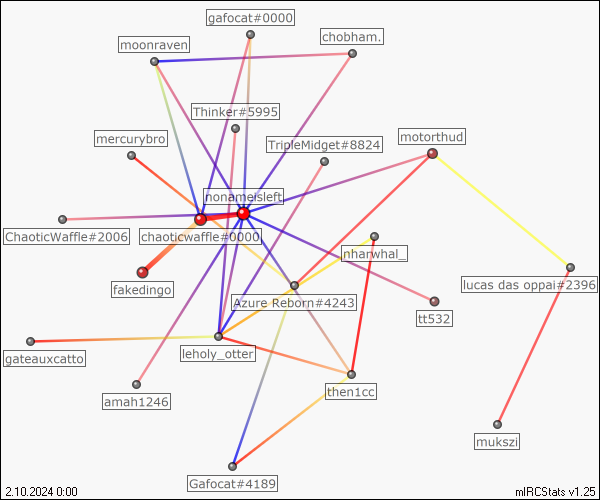 gafocat#0000
chobham.
moonraven
Thinker#5995
mercurybro
TripleMidget#8824
motorthud
nonameisleft
ChaoticWaffle#2006
chaoticwaffle#0000
nharwhal_
fakedingo
Azure Reborn#4243
lucas das oppai#2396
tt532
gateauxcatto
leholy_otter
amah1246
then1cc
mukszi
Gafocat#4189
2.10.2024 0:00
mIRCStats v1.25